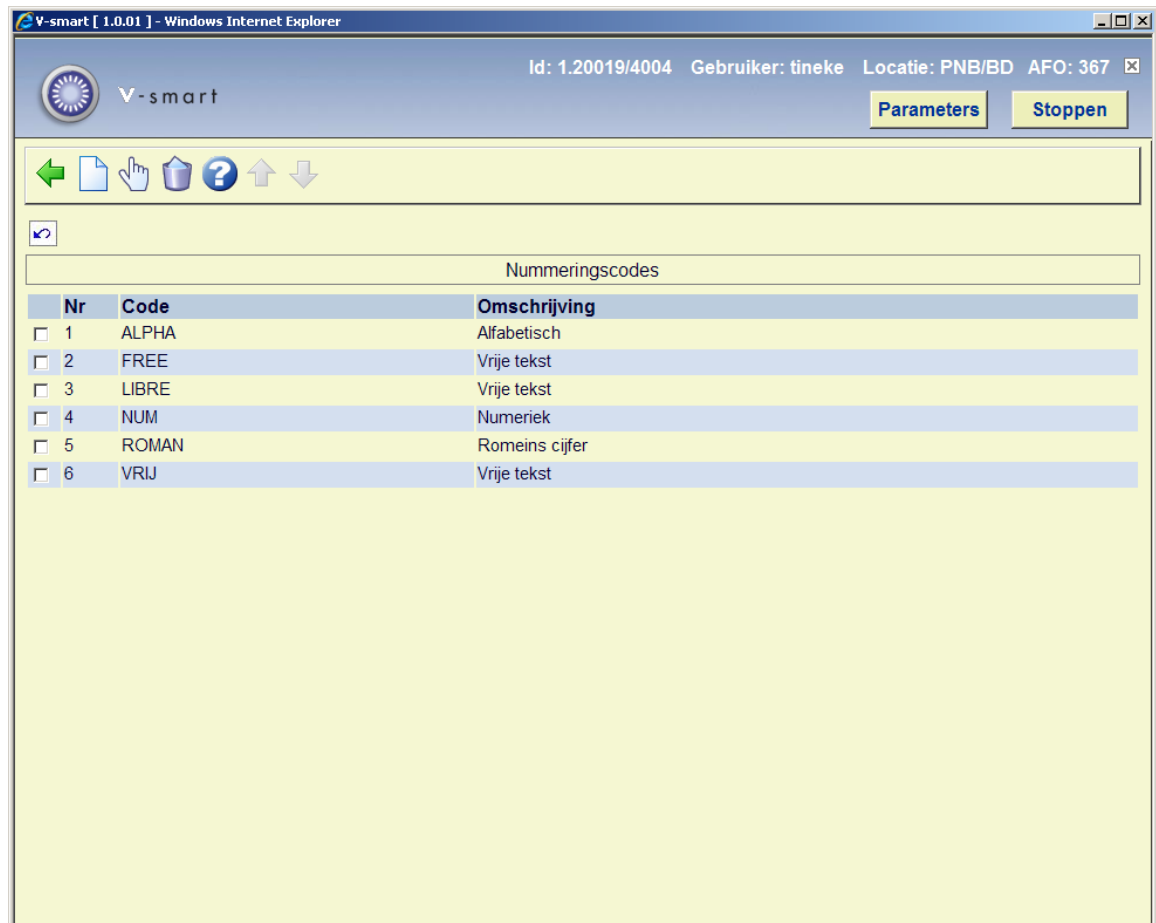 V-smart [ 1.0.01 ] - Windows Internet Explorer
Id: 1.20019/4004 Gebruiker: tineke Locatie: PNB/BD AFO: 367
V-smart
Parameters Stoppen
Nummeringscodes
Nr Code Omschrijving
1 ALPHA Alfabetisch
2 FREE Vrije tekst
3 LIBRE Vrije tekst
4 NUM Numeriek
5 ROMAN Romeins cijfer
6 VRIJ Vrije tekst